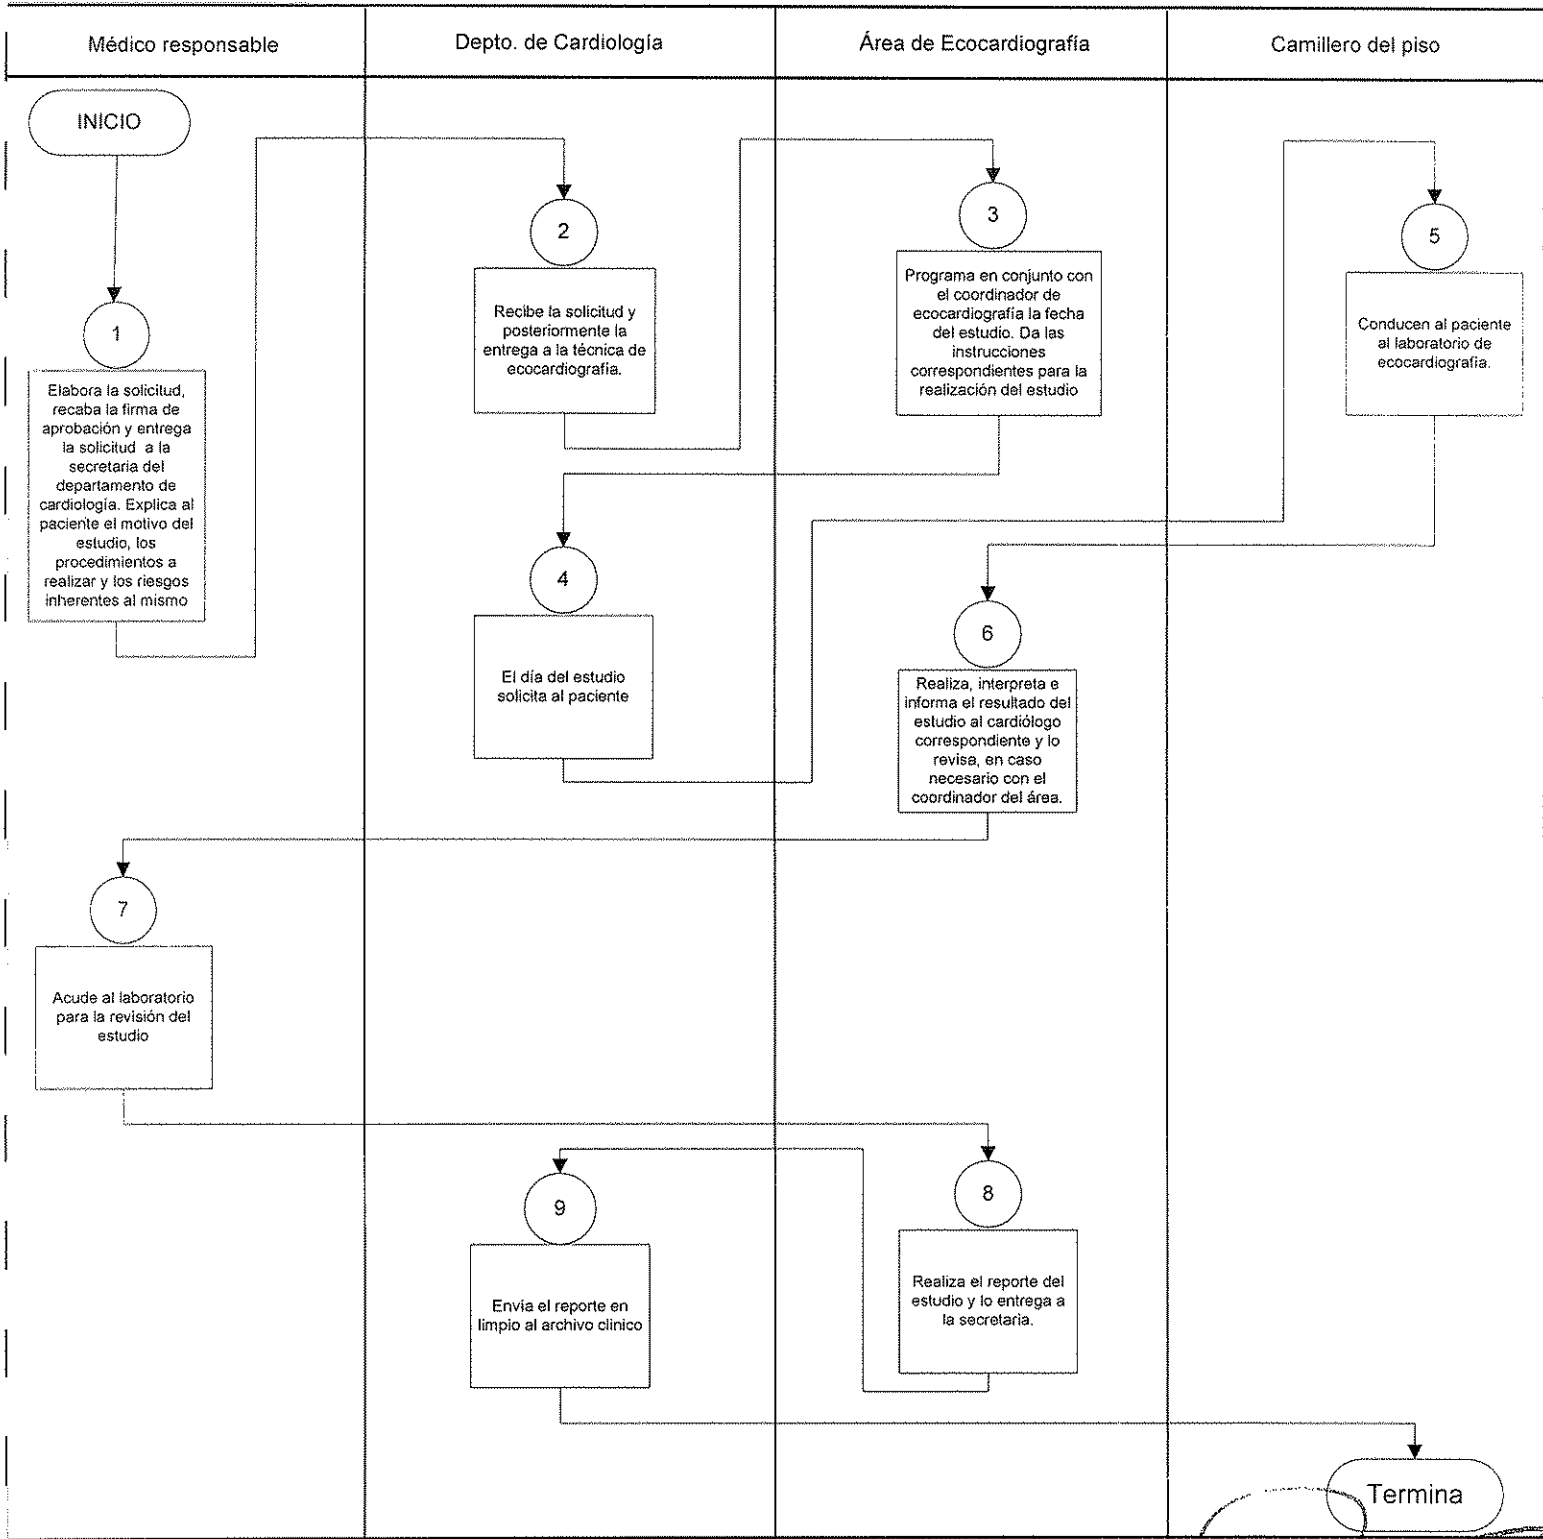 Médico responsable
Depto. de Cardiología
Área de Ecocardiografía
Camillero del piso
INICIO
1
Elabora la solicitud,
recaba la firma de
aprobación y entrega
la solicitud a la
secretaria del
departamento de
cardiología. Explica al
paciente el motivo del
estudio, los
procedimientos a
realizar y los riesgos
inherentes al mismo
2
Recibe la solicitud y
posteriormente la
entrega a la técnica de
ecocardiografía.
3
Programa en conjunto con
el coordinador de
ecocardiografía la fecha
del estudio. Da las
instrucciones
correspondientes para la
realización del estudio
4
El día del estudio
solicita al paciente
5
Conducen al paciente
al laboratorio de
ecocardiografía.
6
Realiza, interpreta e
informa el resultado del
estudio al cardiólogo
correspondiente y lo
revisa, en caso
necesario con el
coordinador del área.
7
Acude al laboratorio
para la revisión del
estudio
8
Realiza el reporte del
estudio y lo entrega a
la secretaria.
9
Envía el reporte en
limpio al archivo clínico
Termina